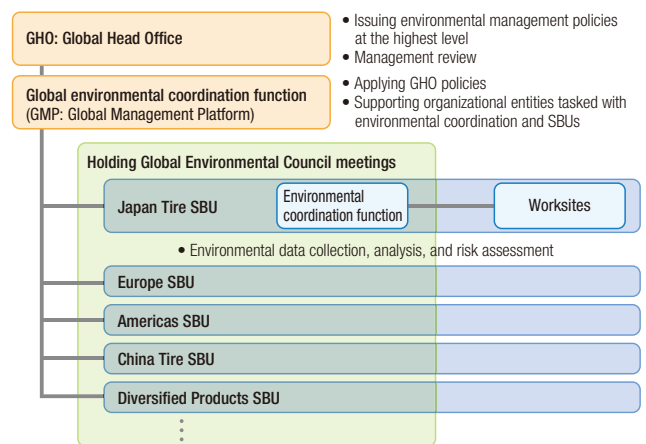 GHO: Global Head Office
• Issuing environmental management policies
at the highest level
• Management review
Global environmental coordination function
(GMP: Global Management Platform)
• Applying GHO policies
• Supporting organizational entities tasked with
environmental coordination and SBUs
Holding Global Environmental Council meetings
Japan Tire SBU
Environmental
coordination function
Worksites
• Environmental data collection, analysis, and risk assessment
Europe SBU
Americas SBU
China Tire SBU
Diversified Products SBU